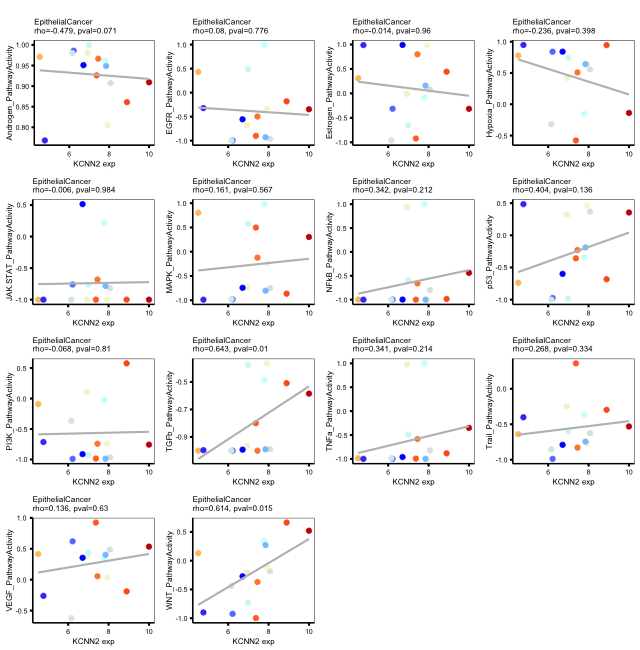 EpithelialCancer
rho=-0.479, pval=0.071
Androgen_PathwayActivity
1.00
0.95
0.90
0.85
0.80
6 8 10
KCNN2 exp
EpithelialCancer
rho=0.08, pval=0.776
EGFR_PathwayActivity
1.0
0.5
0.0
-0.5
-1.0
6 8 10
KCNN2 exp
EpithelialCancer
rho=-0.014, pval=0.96
Estrogen_PathwayActivity
1.0
0.5
0.0
-0.5
-1.0
6 8 10
KCNN2 exp
EpithelialCancer
rho=-0.236, pval=0.398
Hypoxia_PathwayActivity
1.0
0.5
0.0
-0.5
6 8 10
KCNN2 exp
EpithelialCancer
rho=-0.006, pval=0.984
JAK.STAT_PathwayActivity
0.5
0.0
-0.5
-1.0
6 8 10
KCNN2 exp
EpithelialCancer
rho=0.161, pval=0.567
MAPK_PathwayActivity
1.0
0.5
0.0
-0.5
-1.0
6 8 10
KCNN2 exp
EpithelialCancer
rho=0.342, pval=0.212
NFkB_PathwayActivity
1.0
0.5
0.0
-0.5
-1.0
6 8 10
KCNN2 exp
EpithelialCancer
rho=0.404, pval=0.136
p53_PathwayActivity
0.5
0.0
-0.5
-1.0
6 8 10
KCNN2 exp
EpithelialCancer
rho=-0.068, pval=0.81
PI3K_PathwayActivity
0.5
0.0
-0.5
-1.0
6 8 10
KCNN2 exp
EpithelialCancer
rho=0.643, pval=0.01
TGFb_PathwayActivity
-0.5
-0.7
-0.9
6 8 10
KCNN2 exp
EpithelialCancer
rho=0.341, pval=0.214
TNFa_PathwayActivity
1.0
0.5
0.0
-0.5
-1.0
6 8 10
KCNN2 exp
EpithelialCancer
rho=0.268, pval=0.334
Trail_PathwayActivity
0.0
-0.5
-1.0
6 8 10
KCNN2 exp
EpithelialCancer
rho=0.136, pval=0.63
VEGF_PathwayActivity
1.0
0.5
0.0
-0.5
6 8 10
KCNN2 exp
EpithelialCancer
rho=0.614, pval=0.015
WNT_PathwayActivity
0.5
0.0
-0.5
-1.0
6 8 10
KCNN2 exp